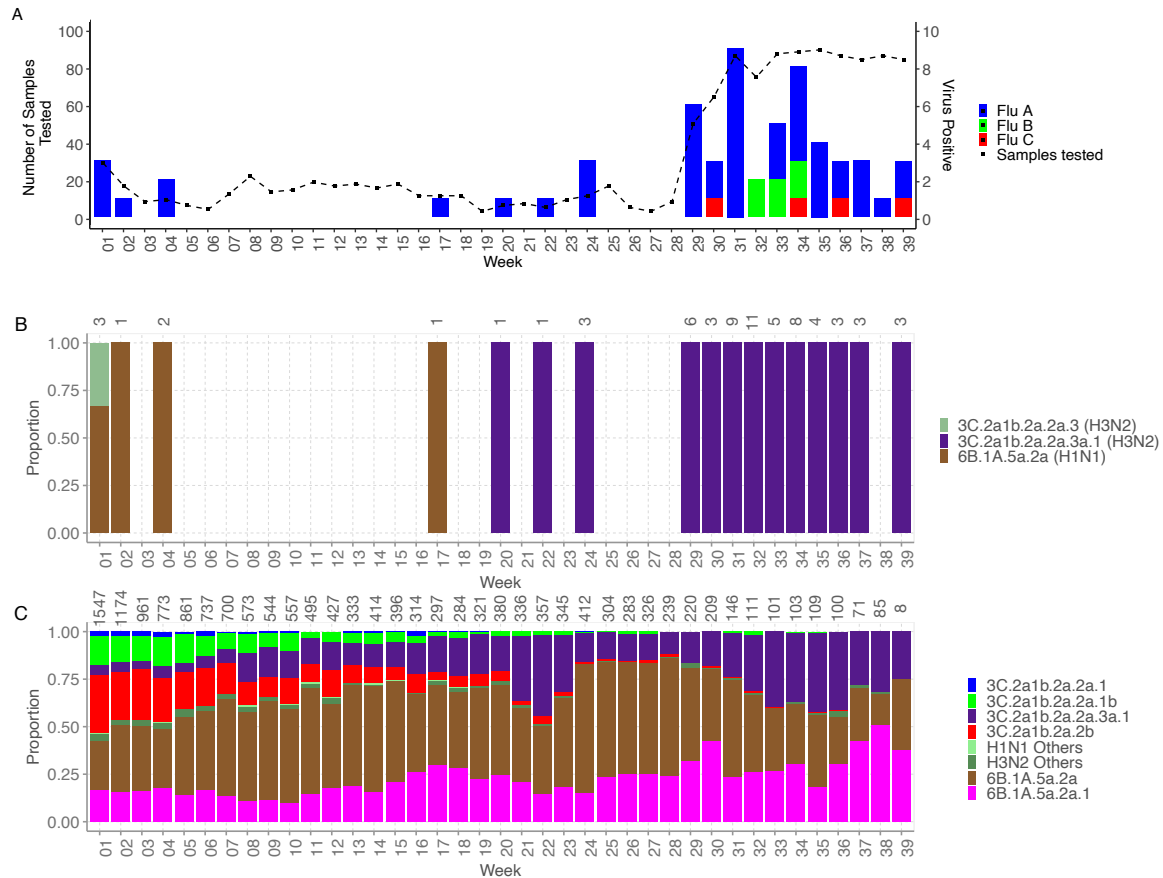 A
100
80
60
40
20
0
Number of Samples
Tested
10
8
6
4
2
0
Virus Positive
Flu A
Flu B
Flu C
Samples tested
01 02 03 04 05 06 07 08 09 10 11 12 13 14 15 16 17 18 19 20 22 23 24 25 26 27 28 29 30 31 32 33 34 35 36 37 38 39
Week
B
3 1 2 1 1 1 3 6 3 9 11 5 8 4 3 3 3
1.00
0.75
0.50
0.25
0.00
Proportion
3C.2a1b.2a.2a.3 (H3N2)
3C.2a1b.2a.2a.3a.1 (H3N2)
6B.1A.5a.2a (H1N1)
01 02 03 04 05 06 07 08 09 10 11 12 13 14 15 16 17 18 19 20 22 23 24 25 26 27 28 29 30 31 32 33 34 35 36 37 38 39
Week
C
1547 1174 961 773 861 737 700 573 544 557 495 427 333 414 396 314 297 284 321 380 336 357 345 412 304 283 326 239 220 209 146 111 101 103 109 100 71 85 8
1.00
0.75
0.50
0.25
0.00
Proportion
3C.2a1b.2a.2a.1
3C.2a1b.2a.2a.1b
3C.2a1b.2a.2a.3a.1
3C.2a1b.2a.2b
H1N1 Others
H3N2 Others
6B.1A.5a.2a
6B.1A.5a.2a.1
01 02 03 04 05 06 07 08 09 10 11 12 13 14 15 16 17 18 19 20 21 22 23 24 25 26 27 28 29 30 31 32 33 34 35 36 37 38 39
Week